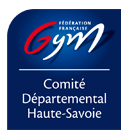 FÉDÉRATION
FRANÇAISE
Gym
Comité
Départemental
Haute-Savoie